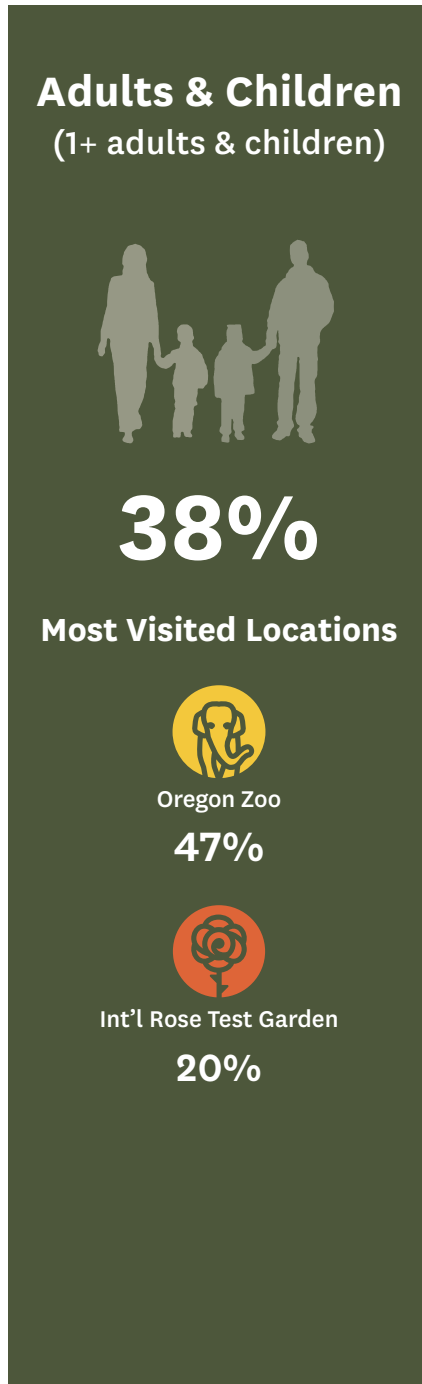 Adults & Children
(1+ adults & children)
38%
Most Visited Locations
Oregon Zoo
47%
Int’l Rose Test Garden
20%